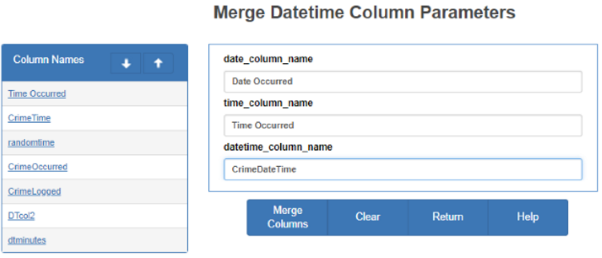 Merge Datetime Column Parameters
Column Names
Time Occurred
CrimeTime
randomtime
CrimeOccurred
CrimeLogged
DTcol2
dtminutes
date_column_name
Date Occurred
time_column_name
Time Occurred
datetime_column_name
CrimeDateTime
Merge
Columns
Clear
Return
Help